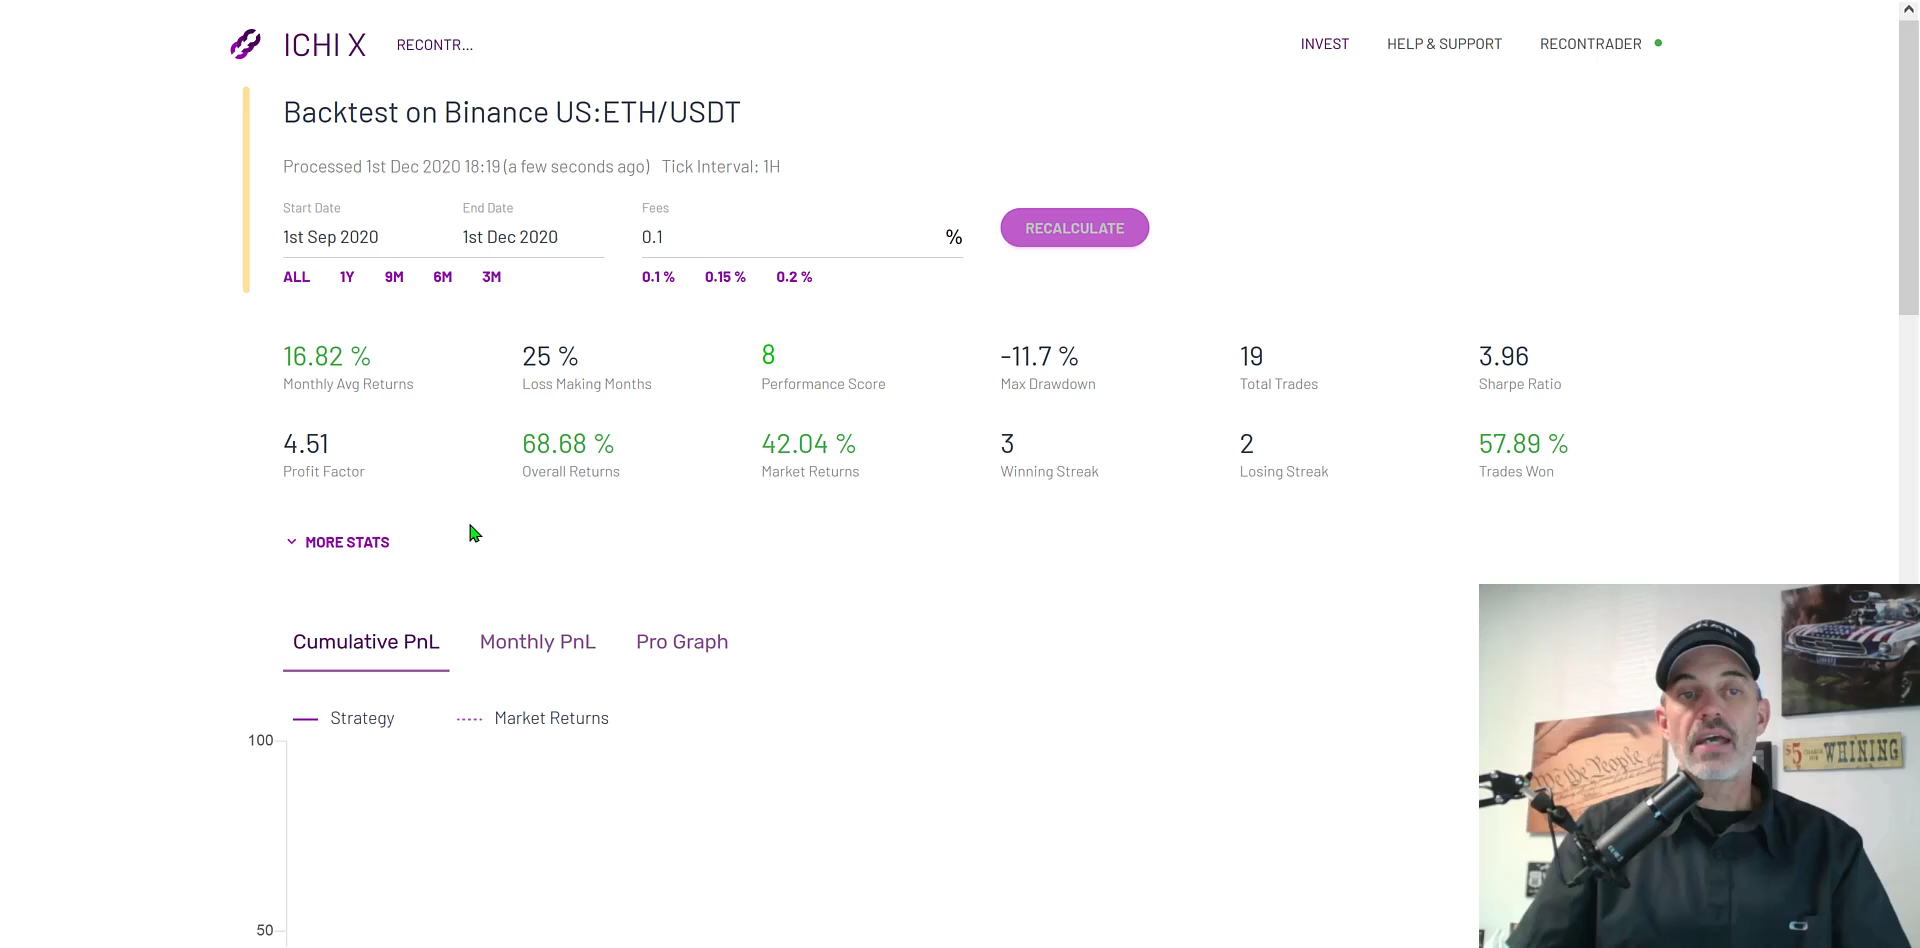 ICHI X RECONTR... INVEST HELP & SUPPORT RECONTRADER
Backtest on Binance US:ETH/USDT
Processed 1st Dec 2020 18:19 (a few seconds ago) Tick Interval: 1H
Start Date End Date Fees
1st Sep 2020 1st Dec 2020 0.1 % RECALCULATE
ALL 1Y 9M 6M 3M 0.1 % 0.15 % 0.2 %
16.82 % 25 % 8 -11.7 % 19 3.96
Monthly Avg Returns Loss Making Months Performance Score Max Drawdown Total Trades Sharpe Ratio
4.51 68.68 % 42.04 % 3 2 57.89 %
Profit Factor Overall Returns Market Returns Winning Streak Losing Streak Trades Won
MORE STATS
Cumulative PnL Monthly PnL Pro Graph
Strategy Market Returns
100
50
We the People
$5 WHINING